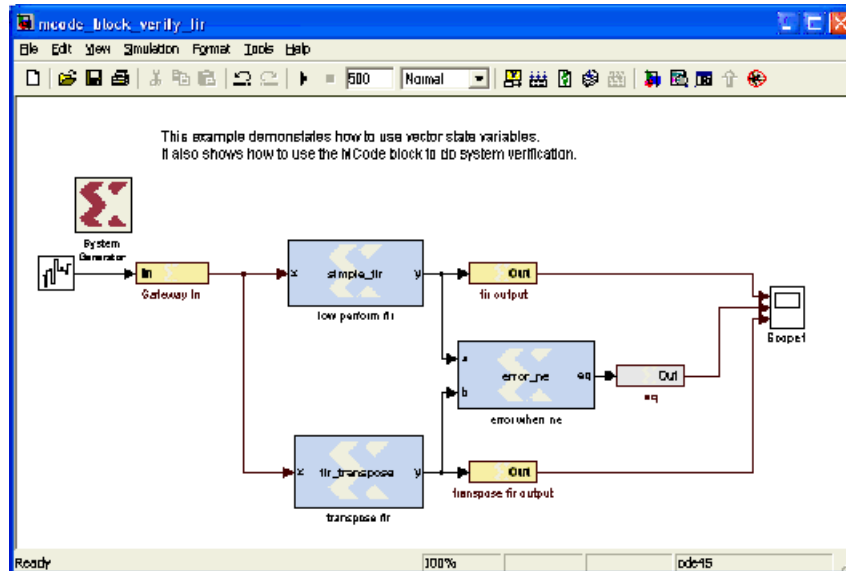 mcode_block_verify_fir
File Edit View Simulation Format Tools Help
500 Normal
This example demonstates how to use vector state variables.
It also shows how to use the MCode block to do system verification.
System
Generator
In
Gateway In
x simple_fir y
low perform fir
Out
fir output
Scope1
a
error_ne eq
b
error when ne
Out
eq
x fir_transpose y
transpose fir
Out
transpose fir output
Ready 100% ode45